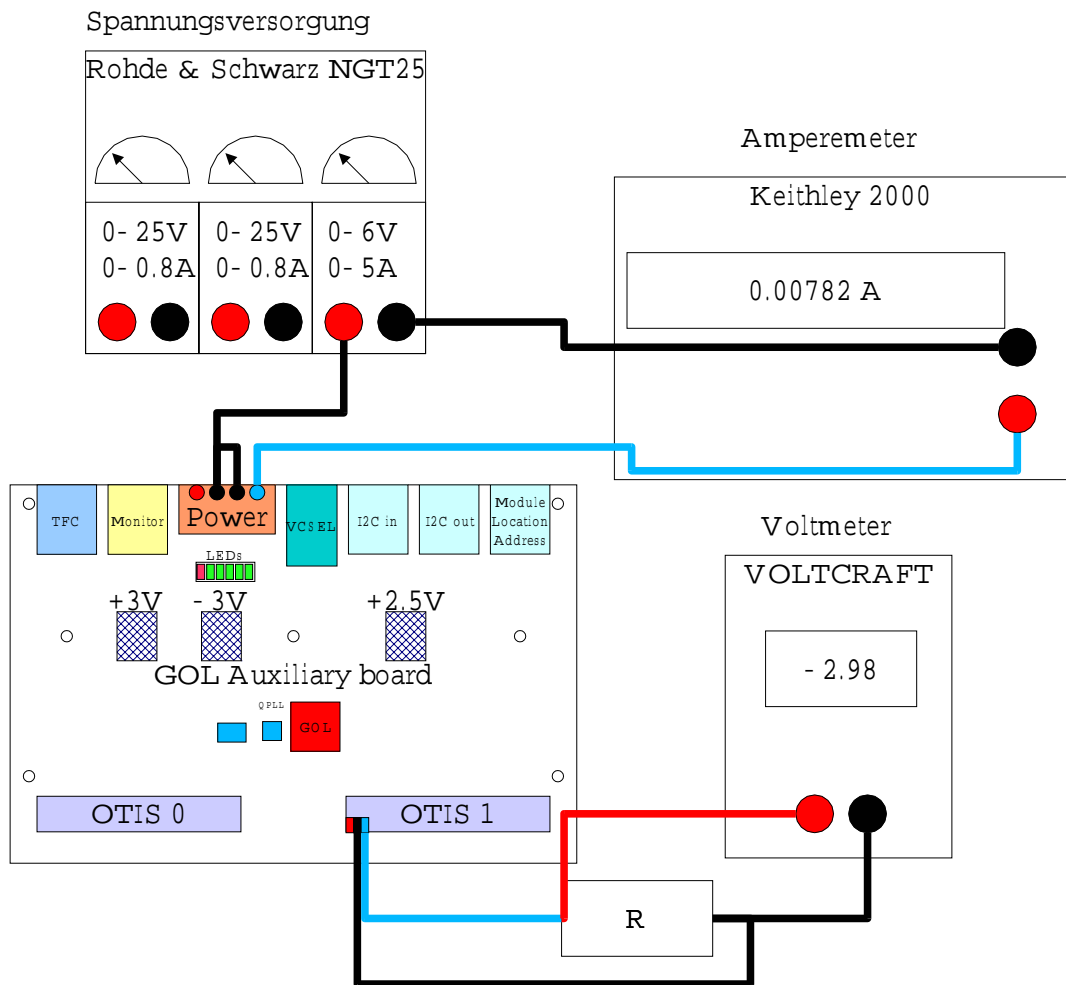 Spannungsversorgung
Rohde & Schwarz NGT25
0- 25V
0- 0.8A
0- 25V
0- 0.8A
0- 6V
0- 5A
Amperemeter
Keithley 2000
0.00782 A
TFC
Monitor
Power
VCSEL
I2C in
I2C out
Module
Location
Address
LEDs
+3V
- 3V
+2.5V
GOL Auxiliary board
QPLL
GOL
OTIS 0
OTIS 1
Voltmeter
VOLTCRAFT
- 2.98
R